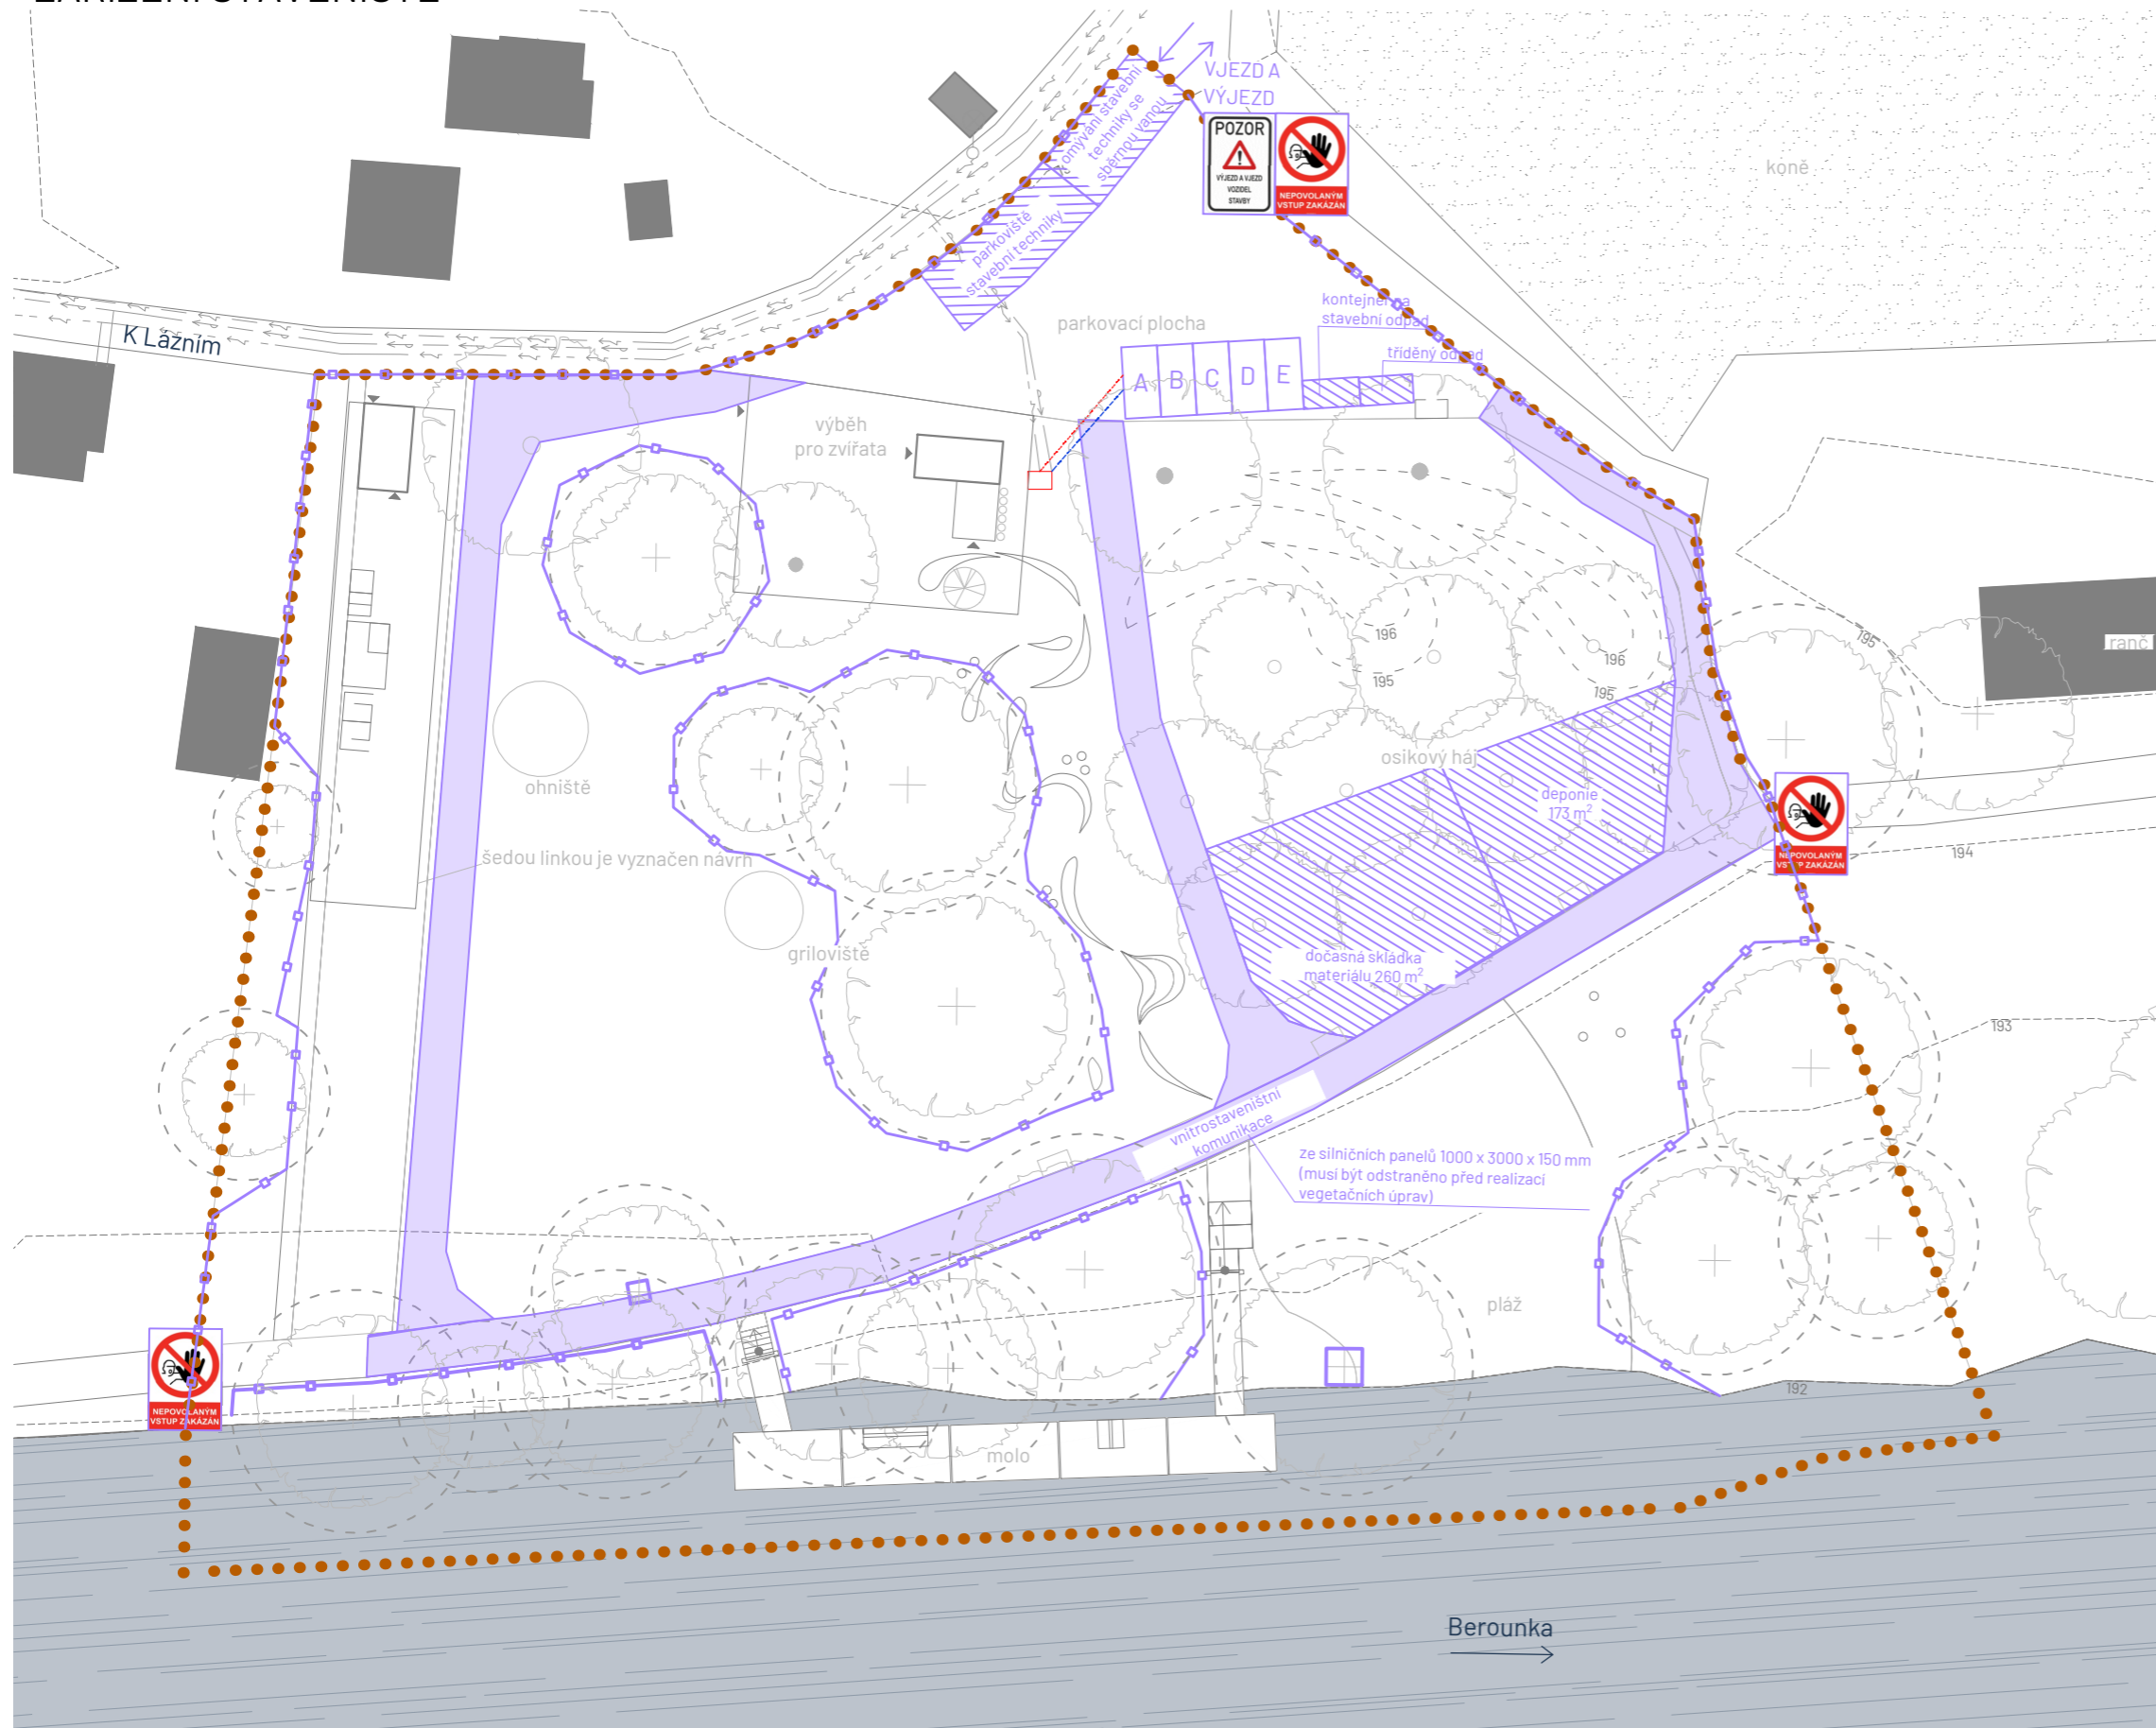 ZAŘÍZENÍ STAVENIŠTĚ
VJEZD A
VÝJEZD
omývání stavební
techniky se
sběrnou vanou
POZOR
VÝJEZD A VJEZD
VOZIDEL
STAVBY
NEPOVOLANÝM
VSTUP ZAKÁZÁN
koně
parkoviště
stavební techniky
kontejner na
stavební odpad
parkovací plocha
K Lázním
tříděný odpad
A
B
C
D
E
výběh
pro zvířata
196
196
195
195
195
ranč
osikový háj
ohniště
deponie
173 m²
šedou linkou je vyznačen návrh
NEPOVOLANÝM
VSTUP ZAKÁZÁN
194
griloviště
dočasná skládka
materiálu 260 m²
193
vnitrostaveništní
komunikace
ze silničních panelů 1000 x 3000 x 150 mm
(musí být odstraněno před realizací
vegetačních úprav)
pláž
192
NEPOVOLANÝM
VSTUP ZAKÁZÁN
molo
Berounka